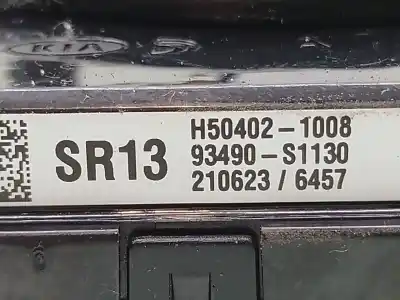 KIA
SR13
H50402-1008
93490-S1130
210623 / 6457